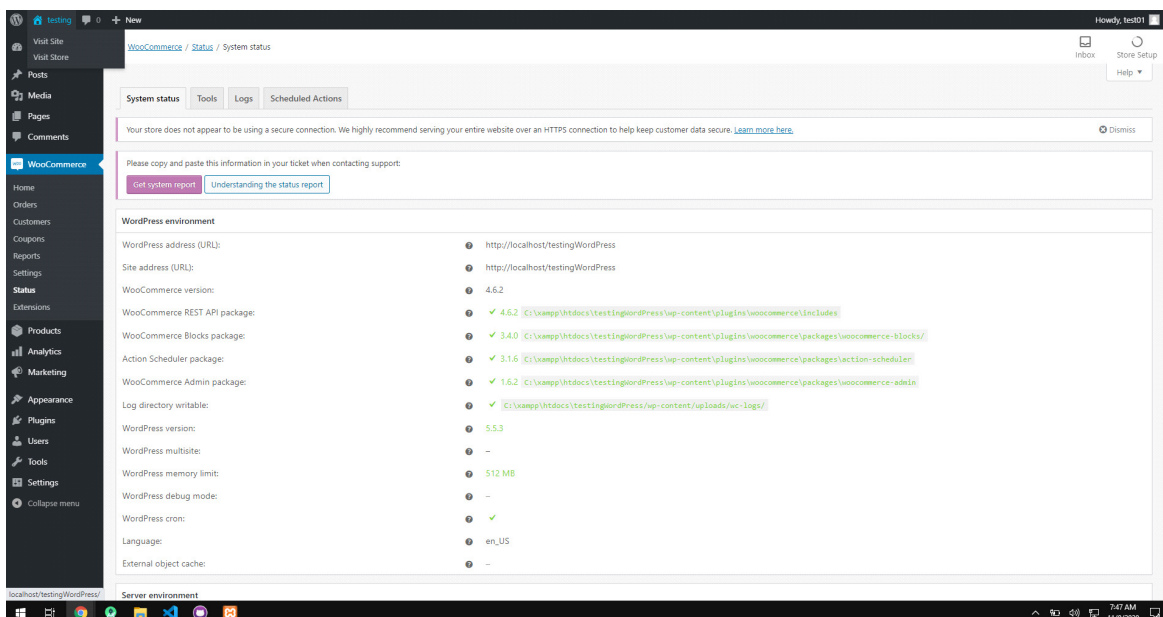 testing 0 + New
Howdy, test01
Visit Site
Visit Store
WooCommerce / Status / System status
Inbox
Store Setup
Help ▼
Posts
Media
Pages
Comments
WooCommerce
Home
Orders
Customers
Coupons
Reports
Settings
Status
Extensions
Products
Analytics
Marketing
Appearance
Plugins
Users
Tools
Settings
Collapse menu
System status Tools Logs Scheduled Actions
Your store does not appear to be using a secure connection. We highly recommend serving your entire website over an HTTPS connection to help keep customer data secure. Learn more here.
Dismiss
Please copy and paste this information in your ticket when contacting support:
Get system report Understanding the status report
WordPress environment
WordPress address (URL): http://localhost/testingWordPress
Site address (URL): http://localhost/testingWordPress
WooCommerce version: 4.6.2
WooCommerce REST API package: ✔ 4.6.2 C:\xampp\htdocs\testingWordPress\wp-content\plugins\woocommerce\includes
WooCommerce Blocks package: ✔ 3.4.0 C:\xampp\htdocs\testingWordPress\wp-content\plugins\woocommerce\packages\woocommerce-blocks/
Action Scheduler package: ✔ 3.1.6 C:\xampp\htdocs\testingWordPress\wp-content\plugins\woocommerce\packages\action-scheduler
WooCommerce Admin package: ✔ 1.6.2 C:\xampp\htdocs\testingWordPress\wp-content\plugins\woocommerce\packages\woocommerce-admin
Log directory writable: ✔ C:\xampp\htdocs\testingWordPress/wp-content/uploads/wc-logs/
WordPress version: 5.5.3
WordPress multisite: –
WordPress memory limit: 512 MB
WordPress debug mode: –
WordPress cron: ✔
Language: en_US
External object cache: –
Server environment
localhost/testingWordPress/
7:47 AM